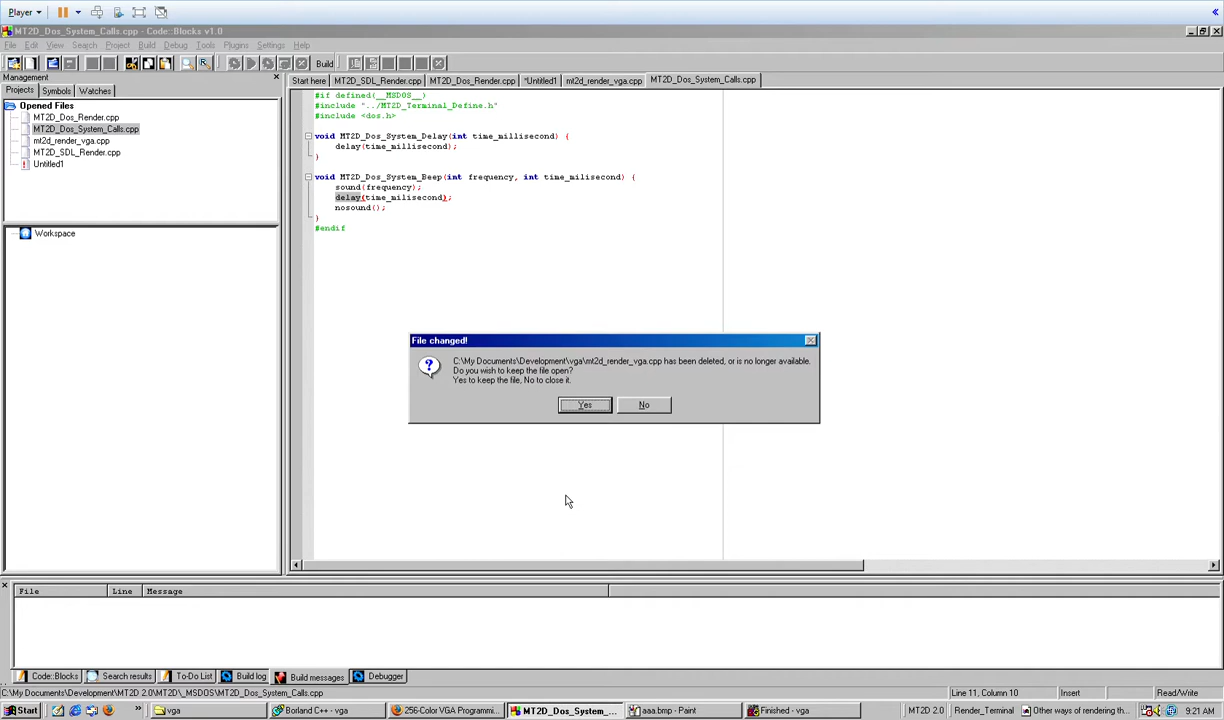 Player
MT2D_Dos_System_Calls.cpp - Code::Blocks v1.0
File Edit View Search Project Build Debug Tools Plugins Settings Help
Build
Management
Projects Symbols Watches
Start here MT2D_SDL_Render.cpp MT2D_Dos_Render.cpp *Untitled1 mt2d_render_vga.cpp MT2D_Dos_System_Calls.cpp
Opened Files
MT2D_Dos_Render.cpp
MT2D_Dos_System_Calls.cpp
mt2d_render_vga.cpp
MT2D_SDL_Render.cpp
Untitled1
Workspace
#if defined(__MSDOS__)
#include "../MT2D_Terminal_Define.h"
#include <dos.h>
void MT2D_Dos_System_Delay(int time_millisecond) {
delay(time_millisecond);
}
void MT2D_Dos_System_Beep(int frequency, int time_milisecond) {
sound(frequency);
delay(time_milisecond);
nosound();
}
#endif
File changed!
C:\My Documents\Development\vga\mt2d_render_vga.cpp has been deleted, or is no longer available.
Do you wish to keep the file open?
Yes to keep the file, No to close it.
Yes No
File Line Message
Code::Blocks Search results To-Do List Build log Build messages Debugger
C:\My Documents\Development\MT2D 2.0\MT2D\_MSDOS\MT2D_Dos_System_Calls.cpp Line 11, Column 10 Insert Read/Write
Start vga Borland C++ - vga 256-Color VGA Programmi... MT2D_Dos_System_... aaa.bmp - Paint Finished - vga MT2D 2.0 Render_Terminal Other ways of rendering th... 9:21 AM